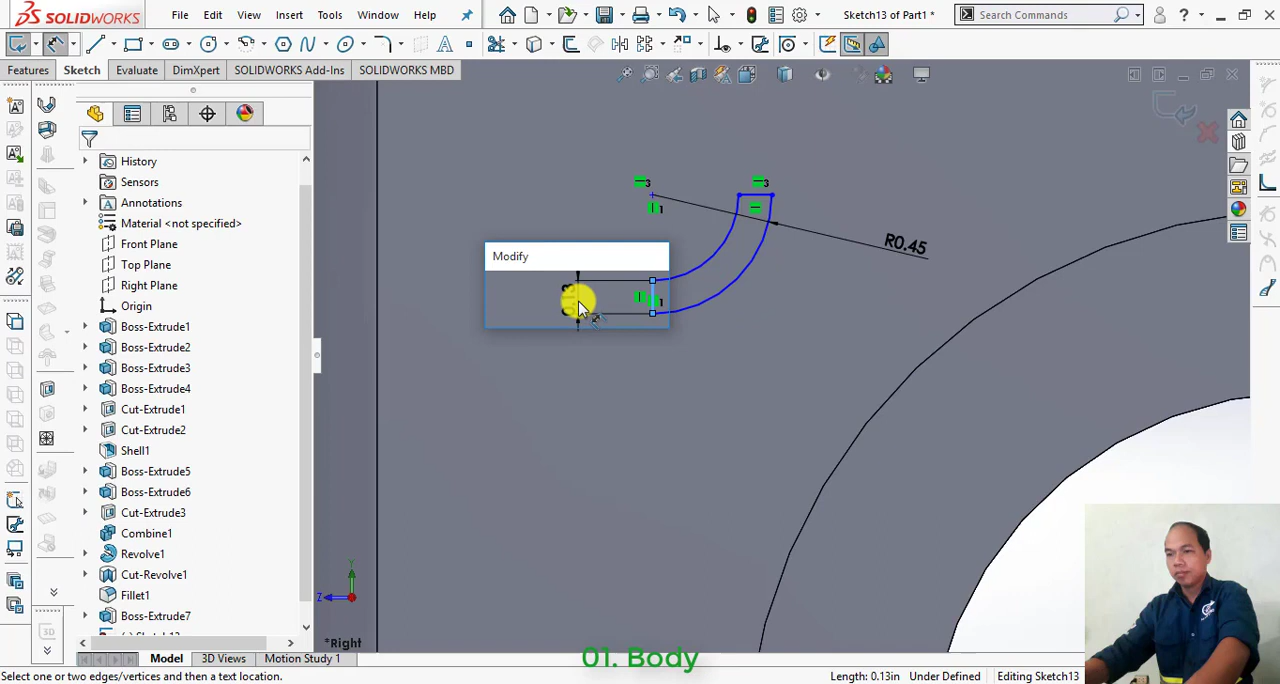 SOLIDWORKS
File
Edit
View
Insert
Tools
Window
Help
Sketch13 of Part1 *
Search Commands
?
Features
Sketch
Evaluate
DimXpert
SOLIDWORKS Add-Ins
SOLIDWORKS MBD
History
Sensors
Annotations
Material <not specified>
Front Plane
Top Plane
Right Plane
Origin
Boss-Extrude1
Boss-Extrude2
Boss-Extrude3
Boss-Extrude4
Cut-Extrude1
Cut-Extrude2
Shell1
Boss-Extrude5
Boss-Extrude6
Cut-Extrude3
Combine1
Revolve1
Cut-Revolve1
Fillet1
Boss-Extrude7
3
3
1
R0.45
Modify
1
Y
Z
*Right
Model
3D Views
Motion Study 1
01. Body
Select one or two edges/vertices and then a text location.
Length: 0.13in
Under Defined
Editing Sketch13